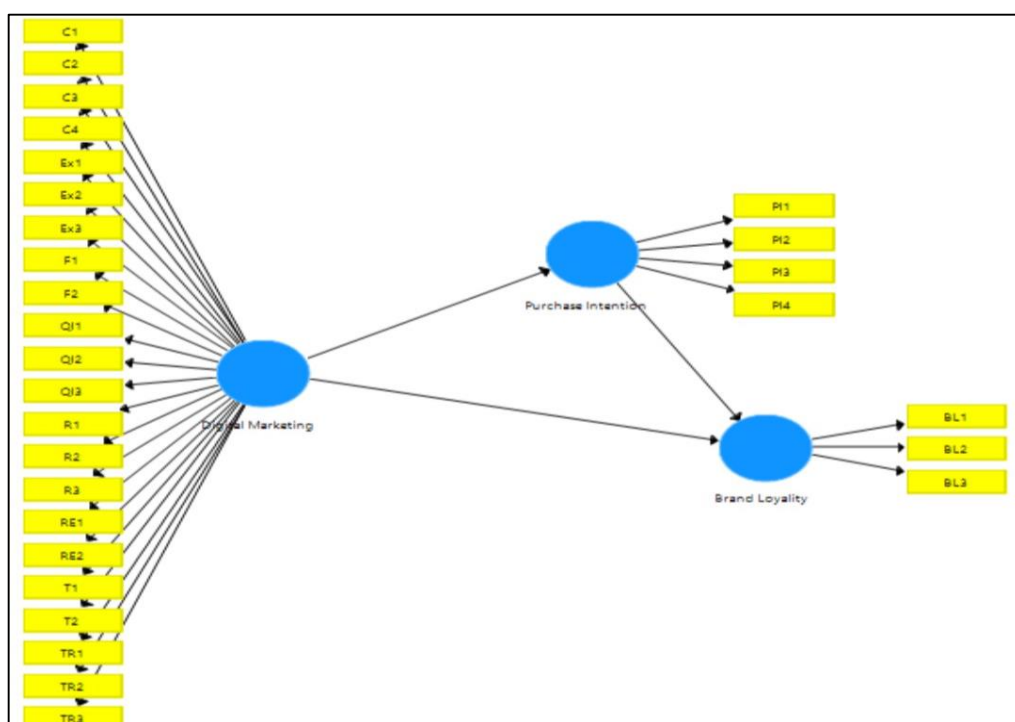 C1
C2
C3
C4
Ex1
Ex2
Ex3
F1
F2
QI1
QI2
QI3
R1
R2
R3
RE1
RE2
T1
T2
TR1
TR2
TR3
Digital Marketing
Purchase Intention
PI1
PI2
PI3
PI4
Brand Loyality
BL1
BL2
BL3